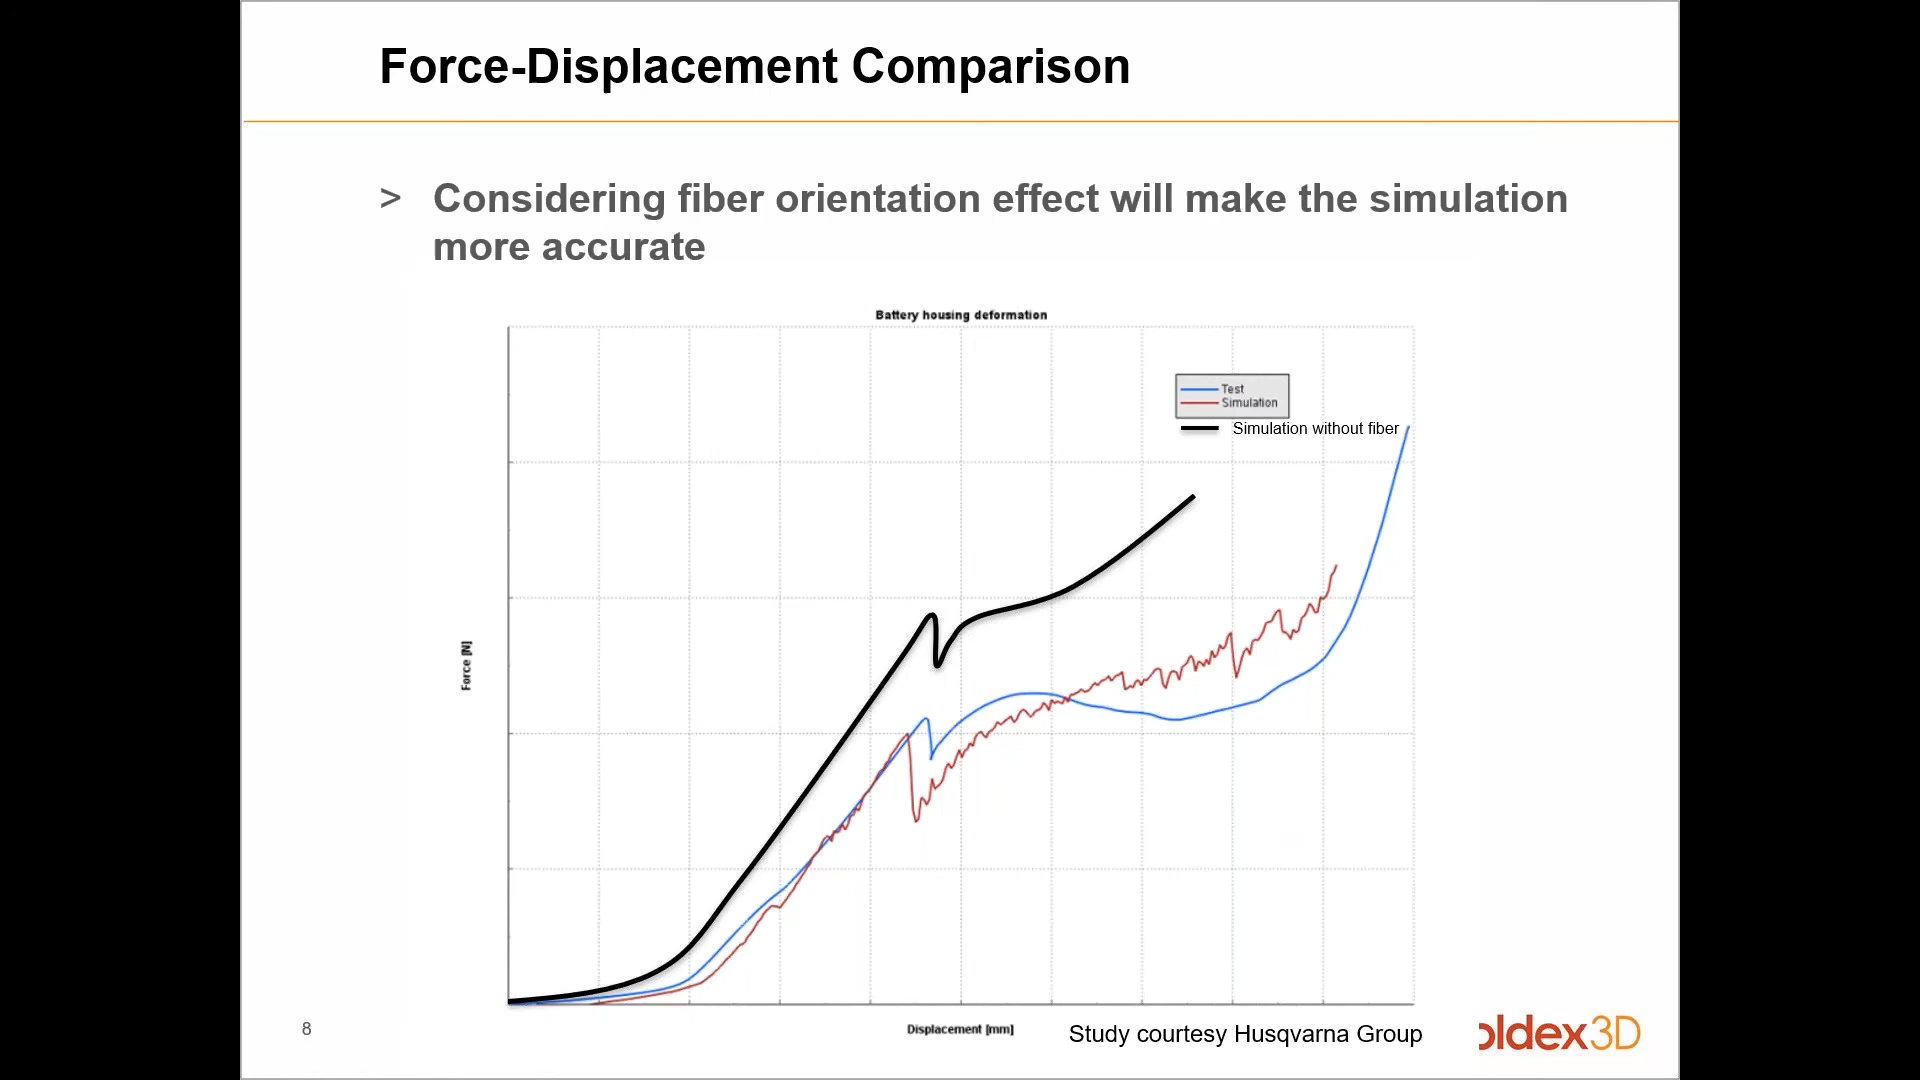 Force-Displacement Comparison
> Considering fiber orientation effect will make the simulation
more accurate
Battery housing deformation
Test
Simulation
Simulation without fiber
Force [N]
Displacement [mm]
Study courtesy Husqvarna Group
8
oldex3D